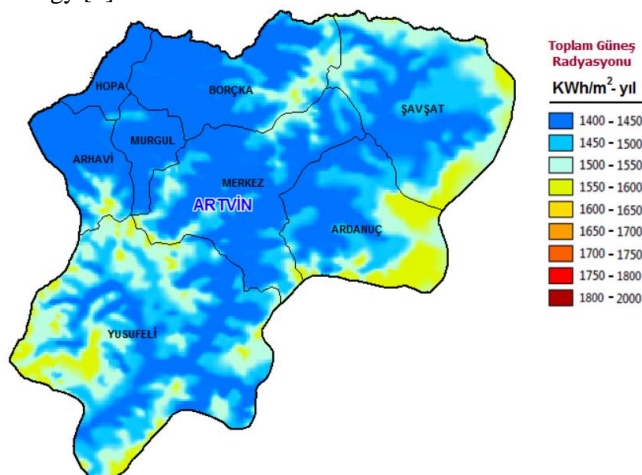 Toplam Güneş
Radyasyonu
KWh/m²- yıl
1400 - 1450
1450 - 1500
1500 - 1550
1550 - 1600
1600 - 1650
1650 - 1700
1700 - 1750
1750 - 1800
1800 - 2000
HOPA
BORÇKA
ŞAVŞAT
ARHAVİ
MURGUL
MERKEZ
ARTVİN
ARDANUÇ
YUSUFELİ